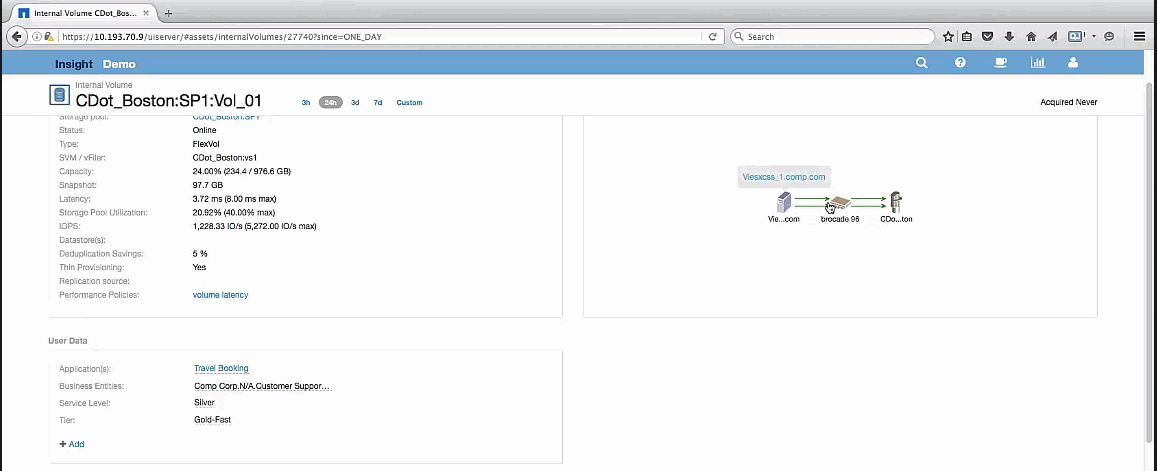 Internal Volume CDot_Bos...
https://10.193.70.9/uiserver/#assets/internalVolumes/27740?since=ONE_DAY
Search
Insight Demo
Internal Volume
CDot_Boston:SP1:Vol_01
3h 24h 3d 7d Custom
Acquired Never
Storage pool: CDot_Boston:SP1
Status: Online
Type: FlexVol
SVM / vFiler: CDot_Boston:vs1
Capacity: 24.00% (234.4 / 976.6 GB)
Snapshot: 97.7 GB
Latency: 3.72 ms (8.00 ms max)
Storage Pool Utilization: 20.92% (40.00% max)
IOPS: 1,228.33 IO/s (5,272.00 IO/s max)
Datastore(s):
Deduplication Savings: 5 %
Thin Provisioning: Yes
Replication source:
Performance Policies: volume latency
Viesxcss_1.comp.com
Vie...com brocade 96 CDo...ton
User Data
Application(s): Travel Booking
Business Entities: Comp Corp.N/A.Customer Suppor...
Service Level: Silver
Tier: Gold-Fast
+ Add